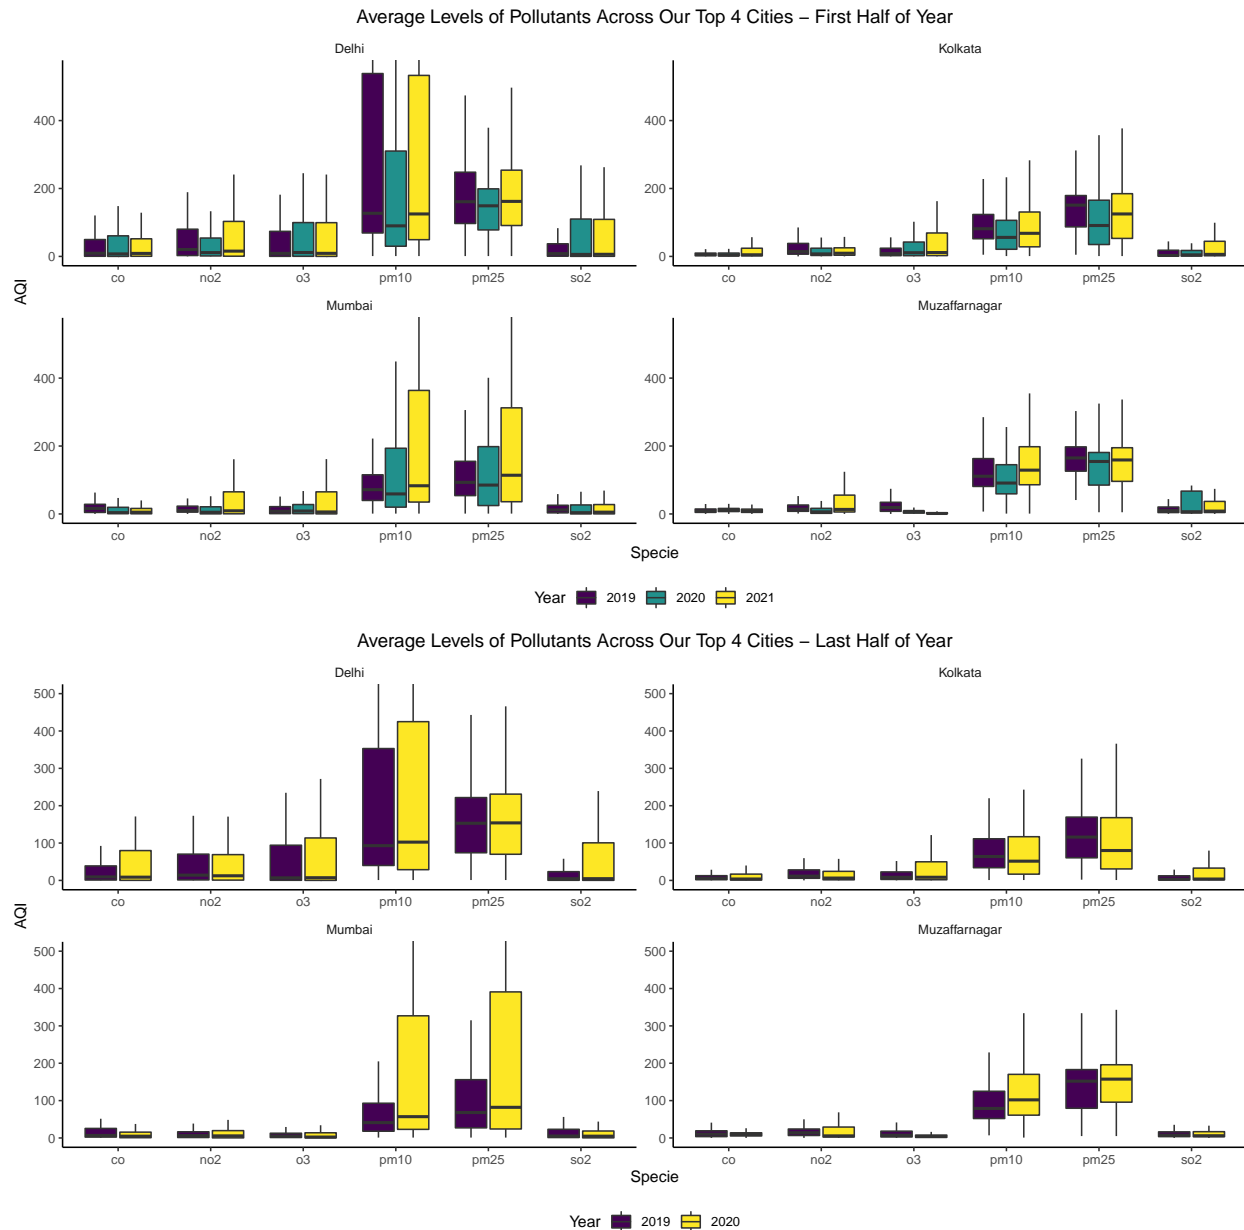 Average Levels of Pollutants Across Our Top 4 Cities – First Half of Year
Delhi
Kolkata
400
200
0
400
200
0
co no2 o3 pm10 pm25 so2
co no2 o3 pm10 pm25 so2
AQI
Mumbai
Muzaffarnagar
400
200
0
400
200
0
co no2 o3 pm10 pm25 so2
co no2 o3 pm10 pm25 so2
Specie
Year 2019 2020 2021
Average Levels of Pollutants Across Our Top 4 Cities – Last Half of Year
Delhi
Kolkata
500
400
300
200
100
0
500
400
300
200
100
0
co no2 o3 pm10 pm25 so2
co no2 o3 pm10 pm25 so2
AQI
Mumbai
Muzaffarnagar
500
400
300
200
100
0
500
400
300
200
100
0
co no2 o3 pm10 pm25 so2
co no2 o3 pm10 pm25 so2
Specie
Year 2019 2020